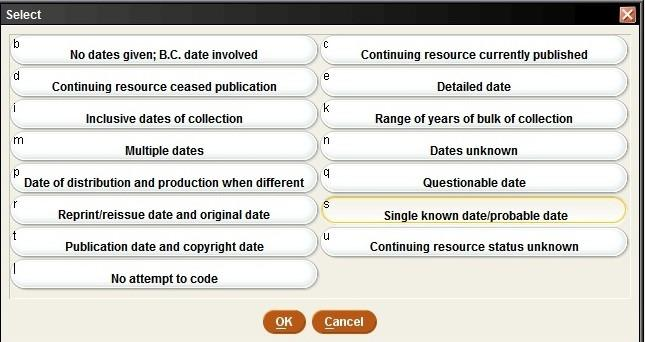 Select
b
No dates given; B.C. date involved
c
Continuing resource currently published
d
Continuing resource ceased publication
e
Detailed date
i
Inclusive dates of collection
k
Range of years of bulk of collection
m
Multiple dates
n
Dates unknown
p
Date of distribution and production when different
q
Questionable date
r
Reprint/reissue date and original date
s
Single known date/probable date
t
Publication date and copyright date
u
Continuing resource status unknown
|
No attempt to code
OK
Cancel